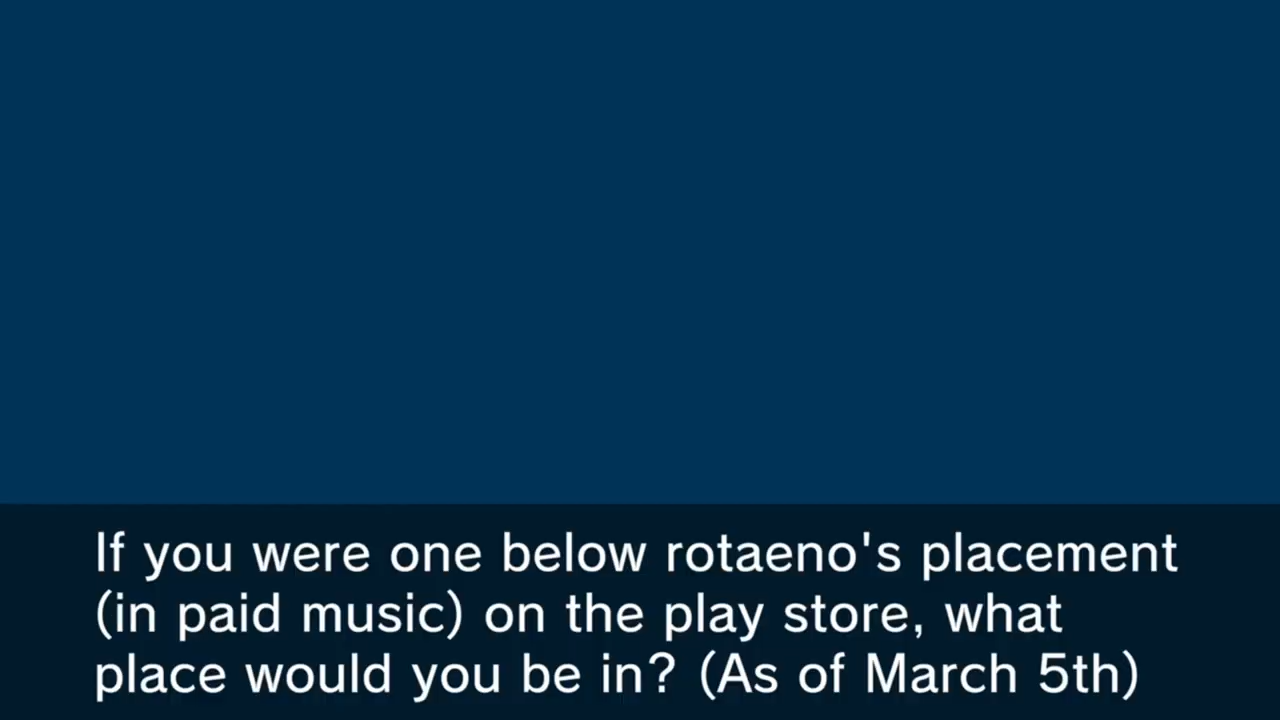 If you were one below rotaeno's placement
(in paid music) on the play store, what
place would you be in? (As of March 5th)